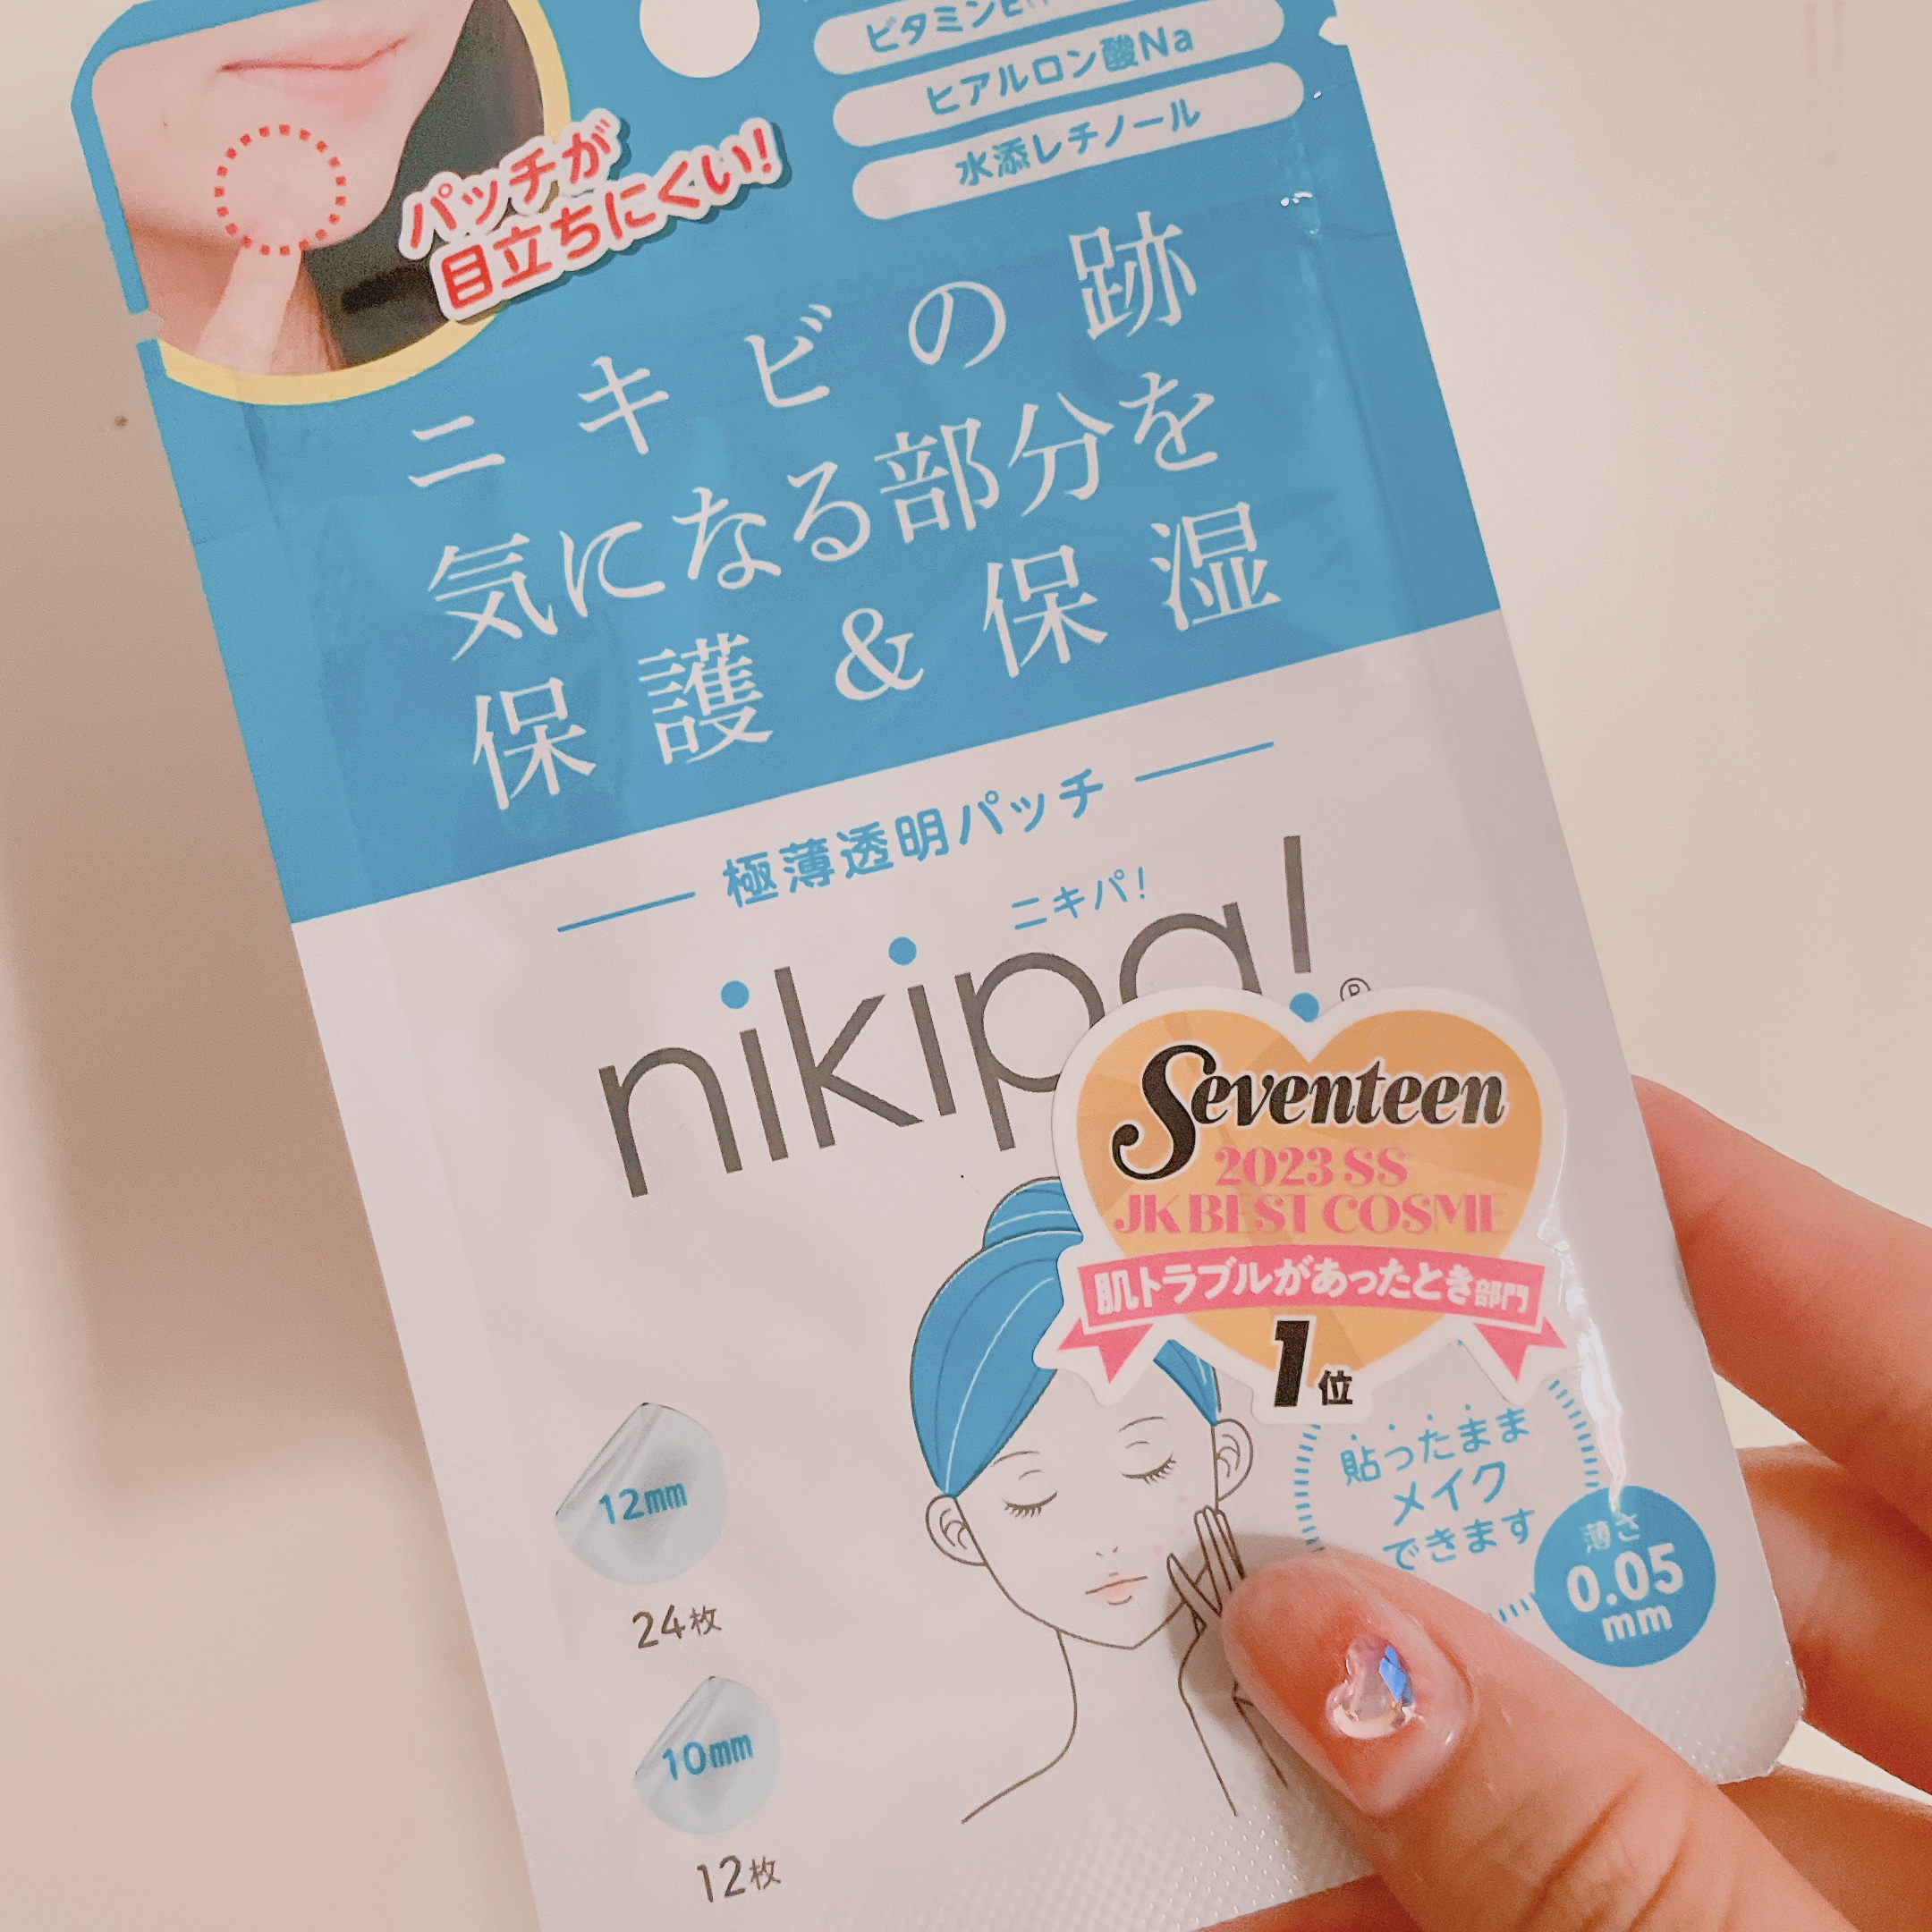 ヒアルロン酸Na
水添レチノール
パッチが
目立ちにくい!
ニキビの跡
気になる部分を
保護&保湿
極薄透明パッチ
ニキパ!
nikipa!®
Seventeen
2023 SS
JK BEST COSME
肌トラブルがあったとき部門
1位
貼ったまま
メイク
できます
薄さ
0.05
mm
12mm
24枚
10mm
12枚